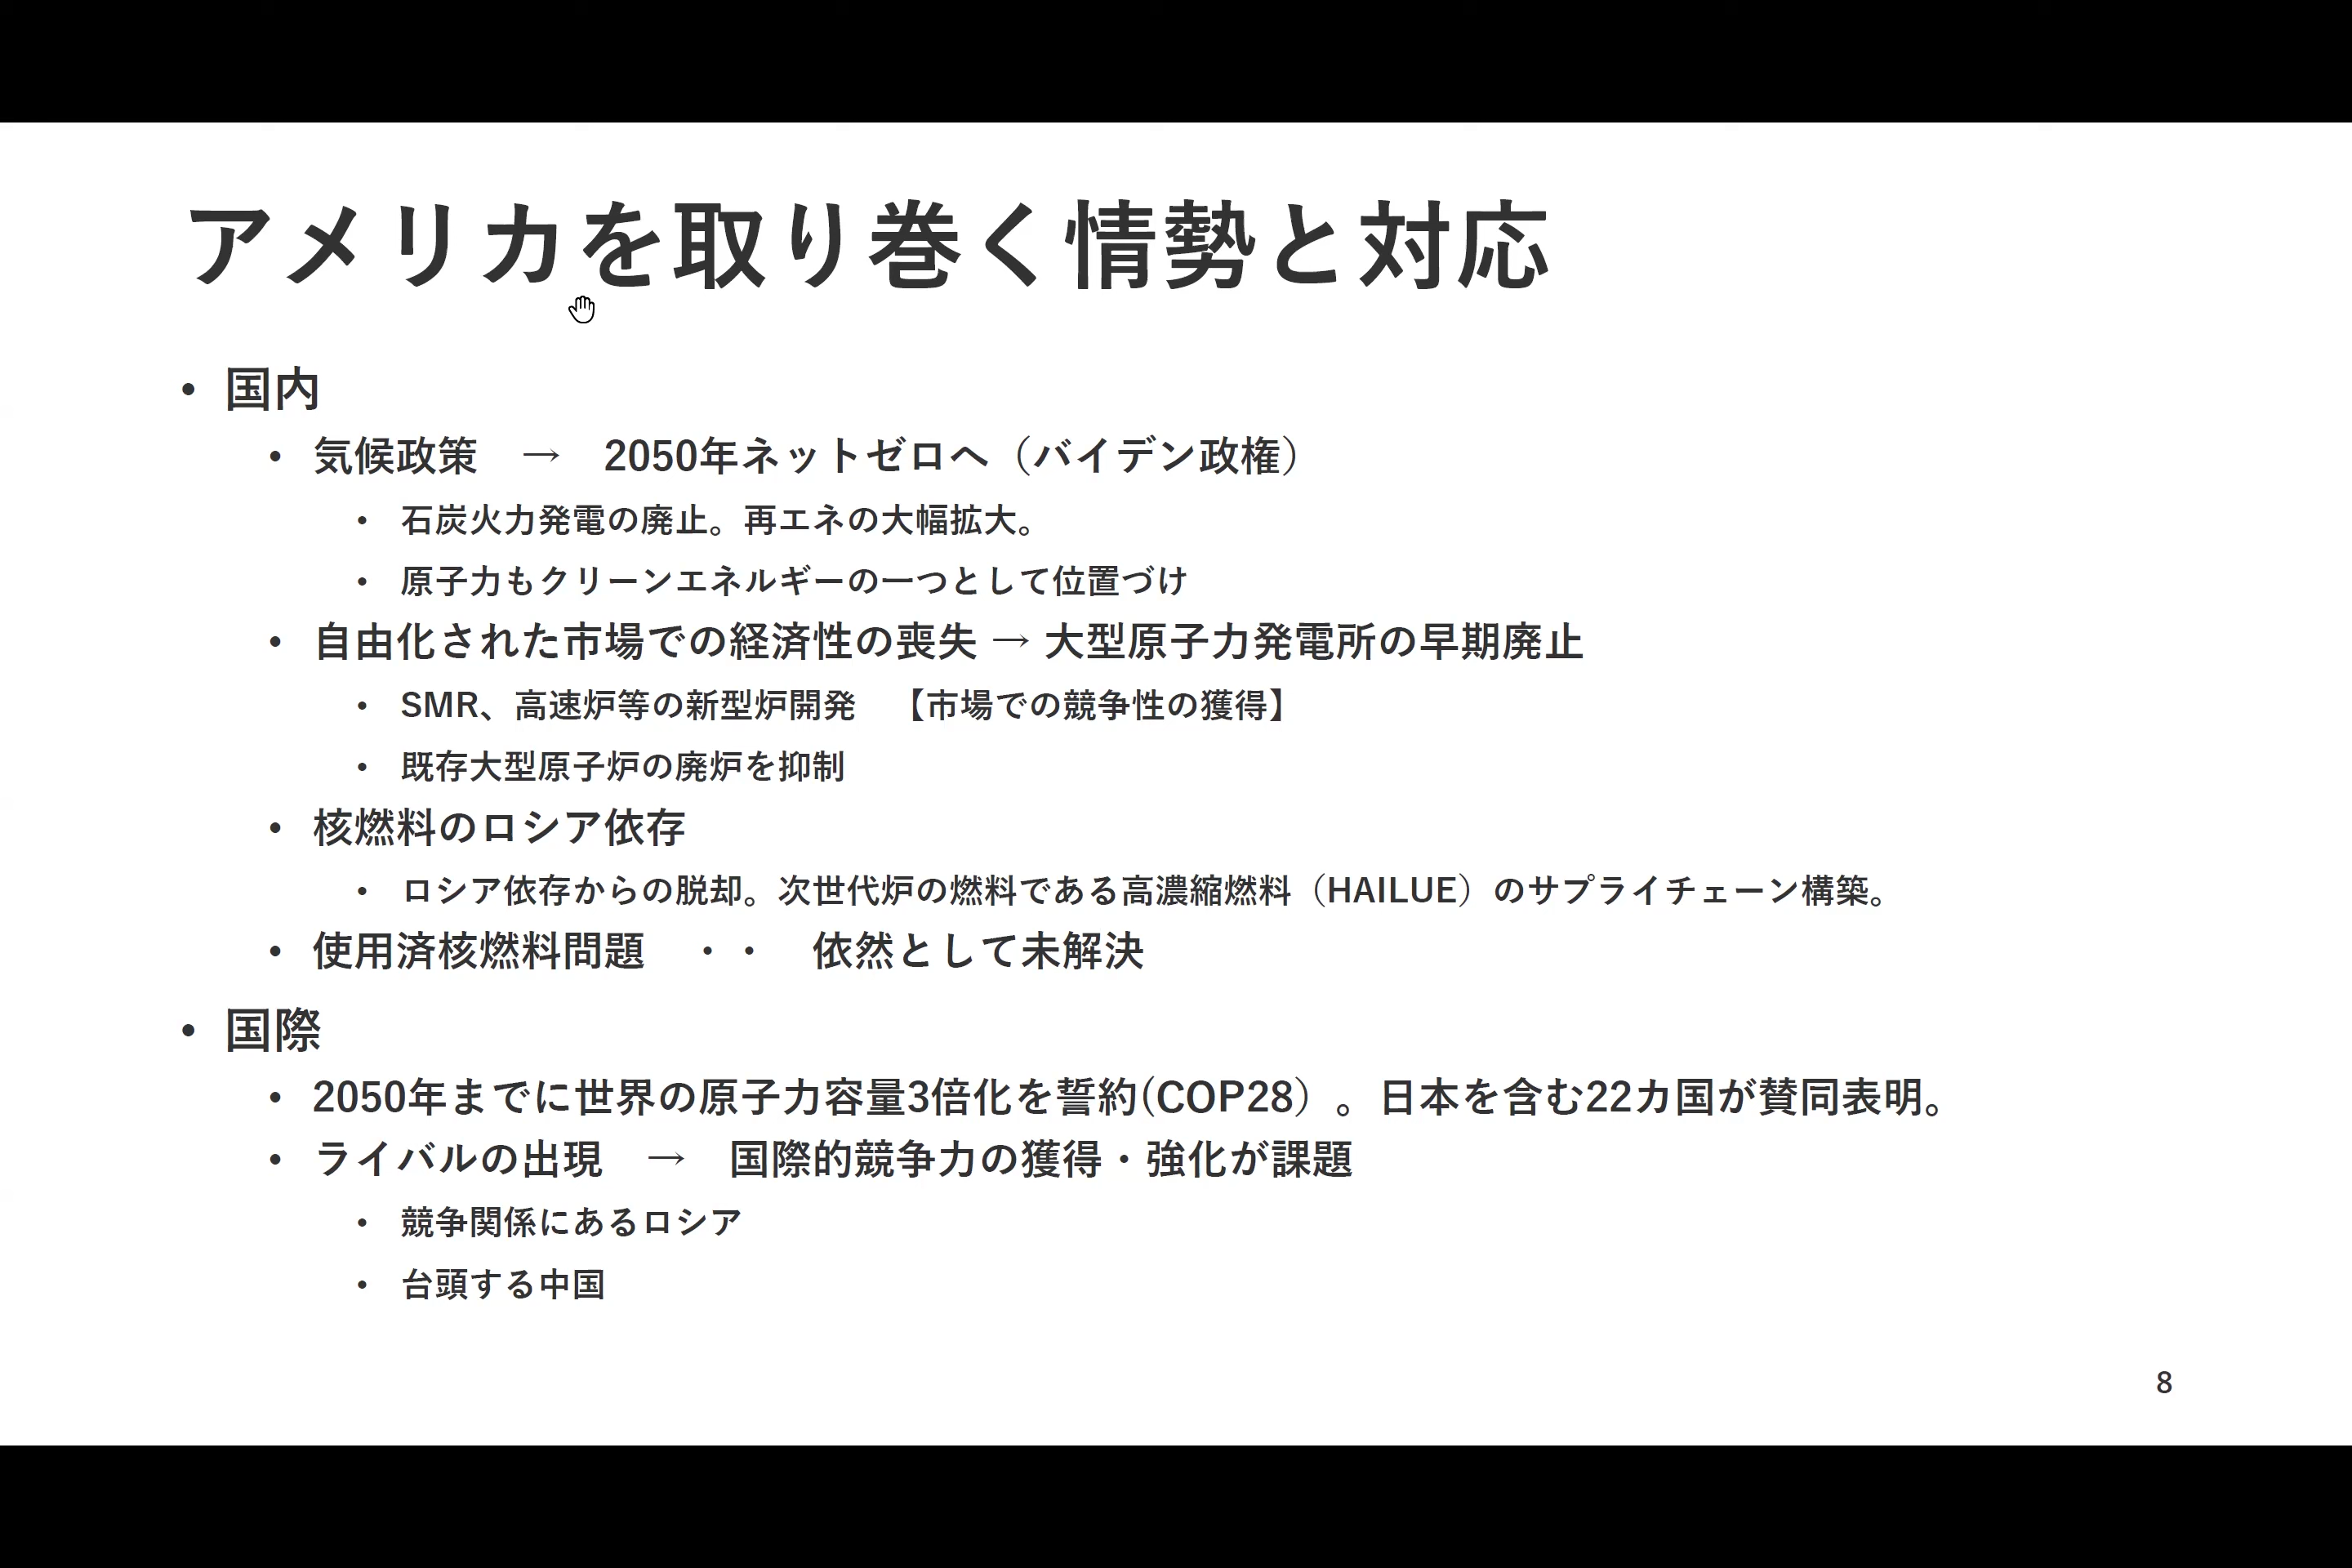 アメリカを取り巻く情勢と対応
• 国内
• 気候政策　→　2050年ネットゼロへ（バイデン政権）
• 石炭火力発電の廃止。再エネの大幅拡大。
• 原子力もクリーンエネルギーの一つとして位置づけ
• 自由化された市場での経済性の喪失 → 大型原子力発電所の早期廃止
• SMR、高速炉等の新型炉開発　【市場での競争性の獲得】
• 既存大型原子炉の廃炉を抑制
• 核燃料のロシア依存
• ロシア依存からの脱却。次世代炉の燃料である高濃縮燃料（HAILUE）のサプライチェーン構築。
• 使用済核燃料問題　・・　依然として未解決
• 国際
• 2050年までに世界の原子力容量3倍化を誓約(COP28）。日本を含む22カ国が賛同表明。
• ライバルの出現　→　国際的競争力の獲得・強化が課題
• 競争関係にあるロシア
• 台頭する中国
8